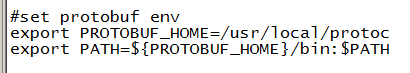 #set protobuf env
export PROTOBUF_HOME=/usr/local/protoc
export PATH=${PROTOBUF_HOME}/bin:$PATH